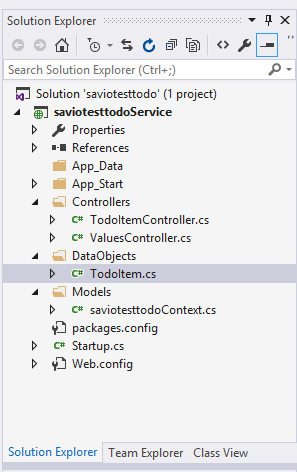 Solution Explorer
Search Solution Explorer (Ctrl+;)
Solution 'saviotesttodo' (1 project)
saviotesttodoService
Properties
References
App_Data
App_Start
Controllers
C# TodoItemController.cs
C# ValuesController.cs
DataObjects
C# TodoItem.cs
Models
C# saviotesttodoContext.cs
packages.config
C# Startup.cs
Web.config
Solution Explorer Team Explorer Class View